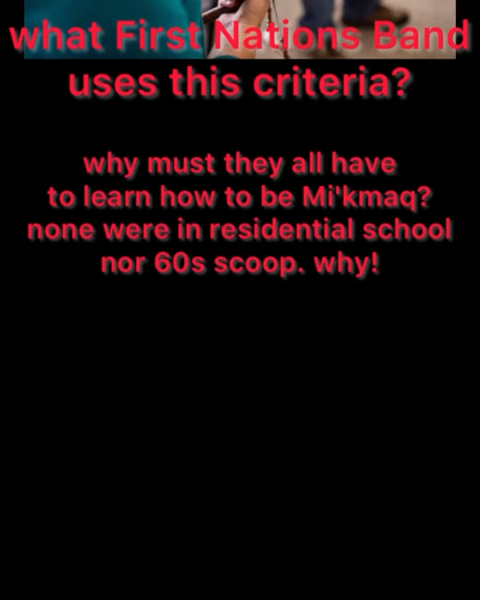 what First Nations Band
uses this criteria?
why must they all have
to learn how to be Mi'kmaq?
none were in residential school
nor 60s scoop. why!